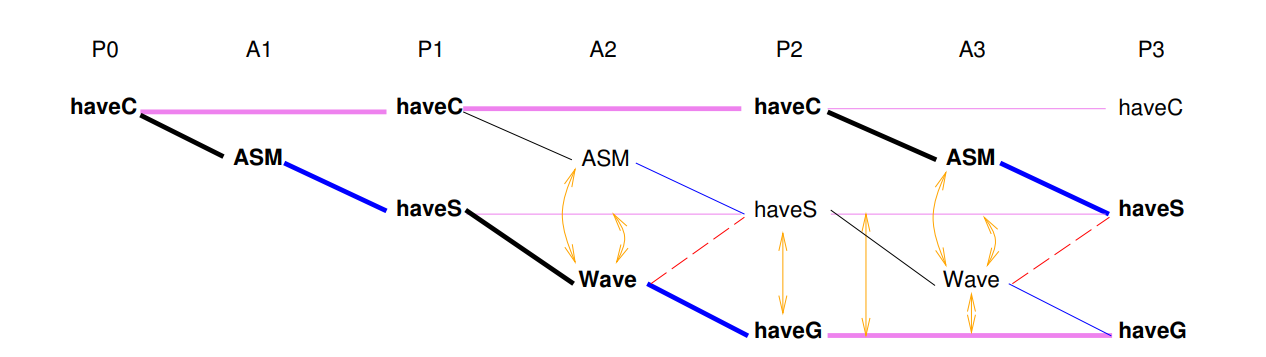 P0 A1 P1 A2 P2 A3 P3
haveC haveC haveC haveC
ASM ASM ASM
haveS haveS haveS
Wave Wave
haveG haveG